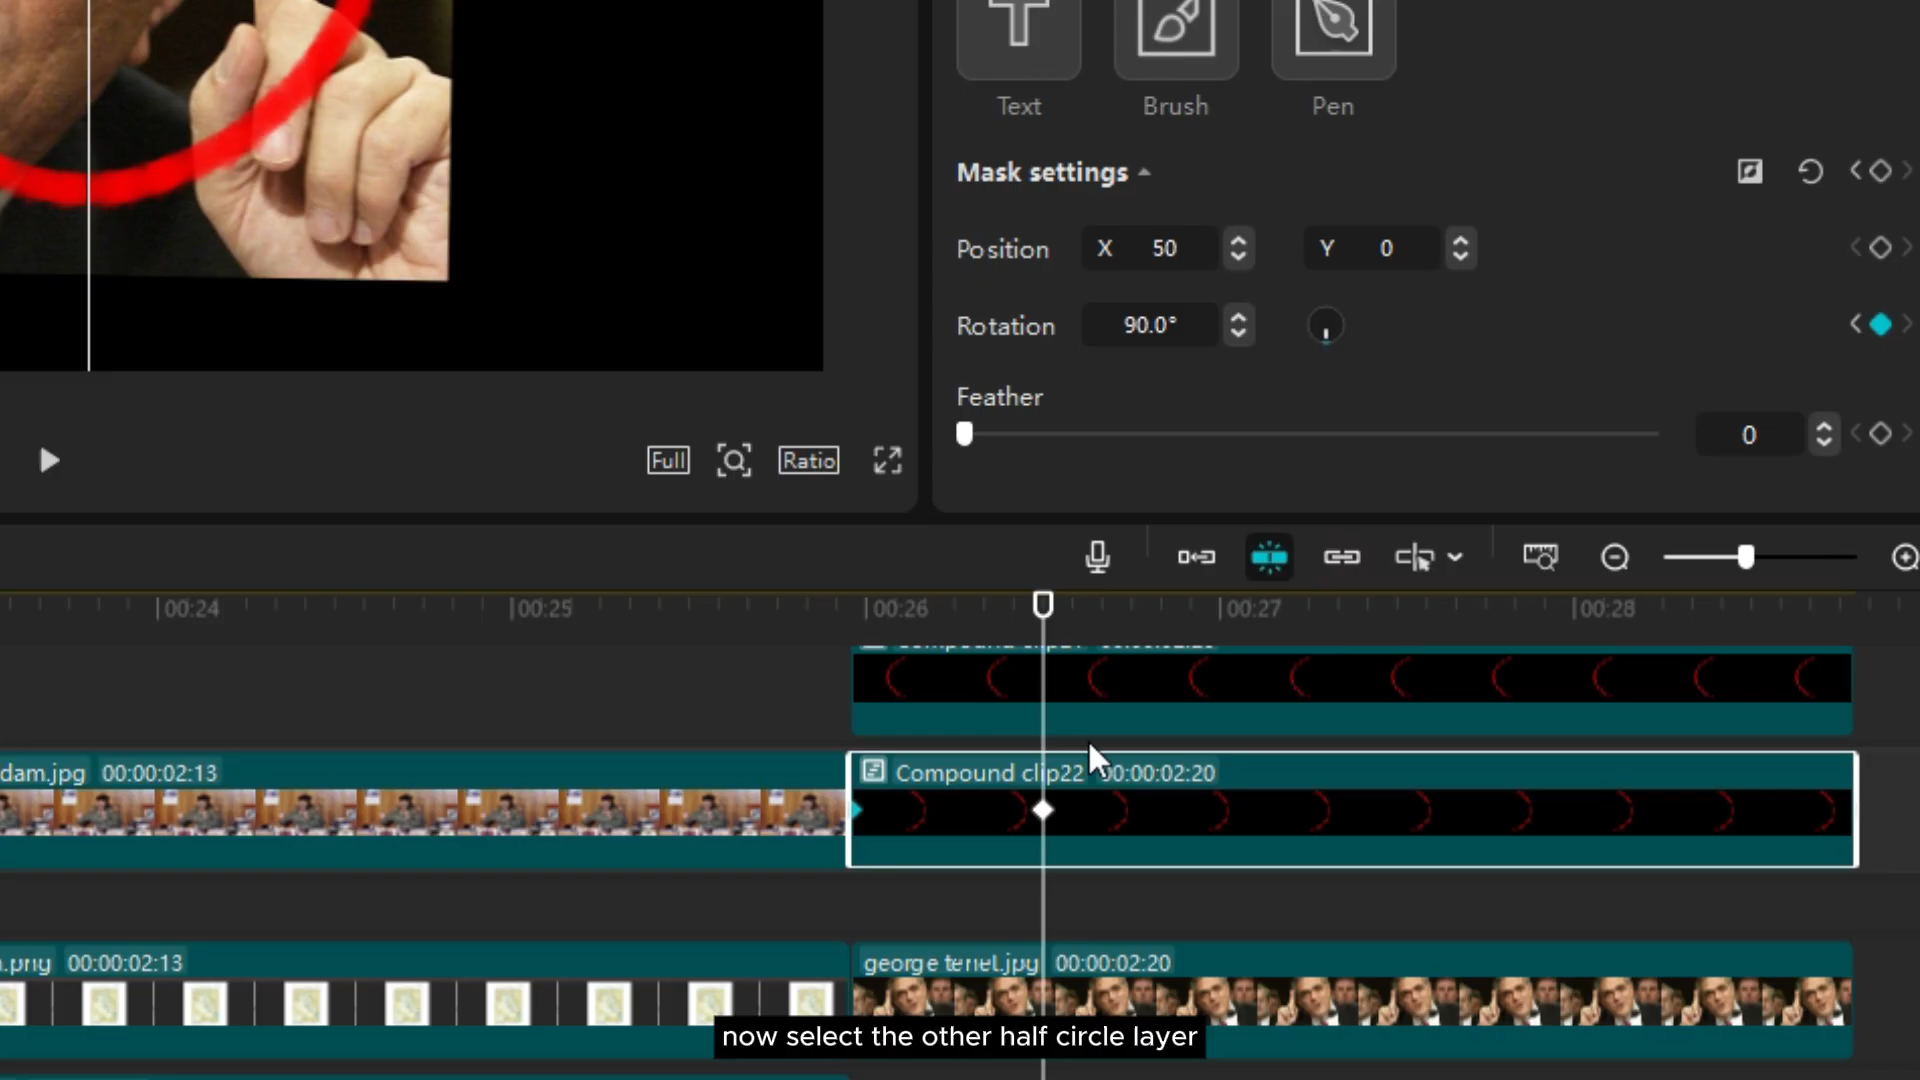 Text Brush Pen
Mask settings
Position X 50 Y 0
Rotation 90.0°
Feather
0
Full Ratio
00:24 00:25 00:26 00:27 00:28
dam.jpg 00:00:02:13
Compound clip22 00:00:02:20
00:00:02:13
george tenet.jpg 00:00:02:20
now select the other half circle layer